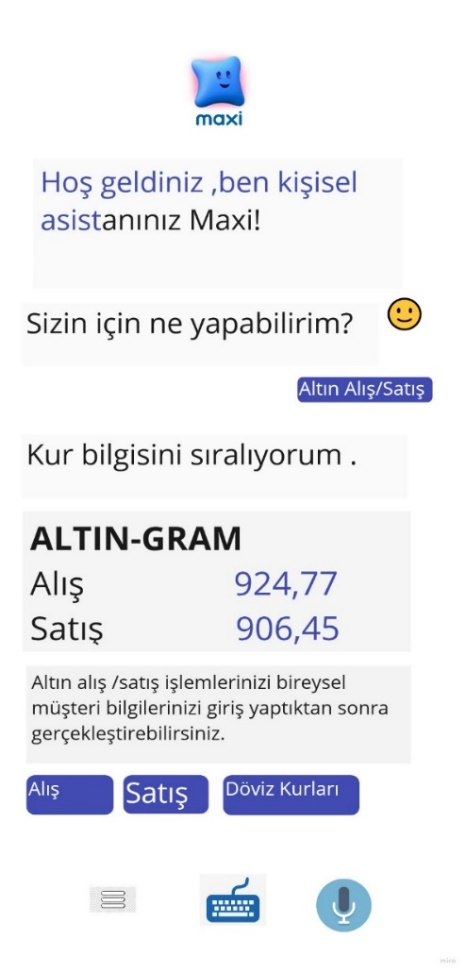 maxi
Hoş geldiniz ,ben kişisel
asistanınız Maxi!
Sizin için ne yapabilirim?
Altın Alış/Satış
Kur bilgisini sıralıyorum .
ALTIN-GRAM
Alış 924,77
Satış 906,45
Altın alış /satış işlemlerinizi bireysel
müşteri bilgilerinizi giriş yaptıktan sonra
gerçekleştirebilirsiniz.
Alış Satış Döviz Kurları